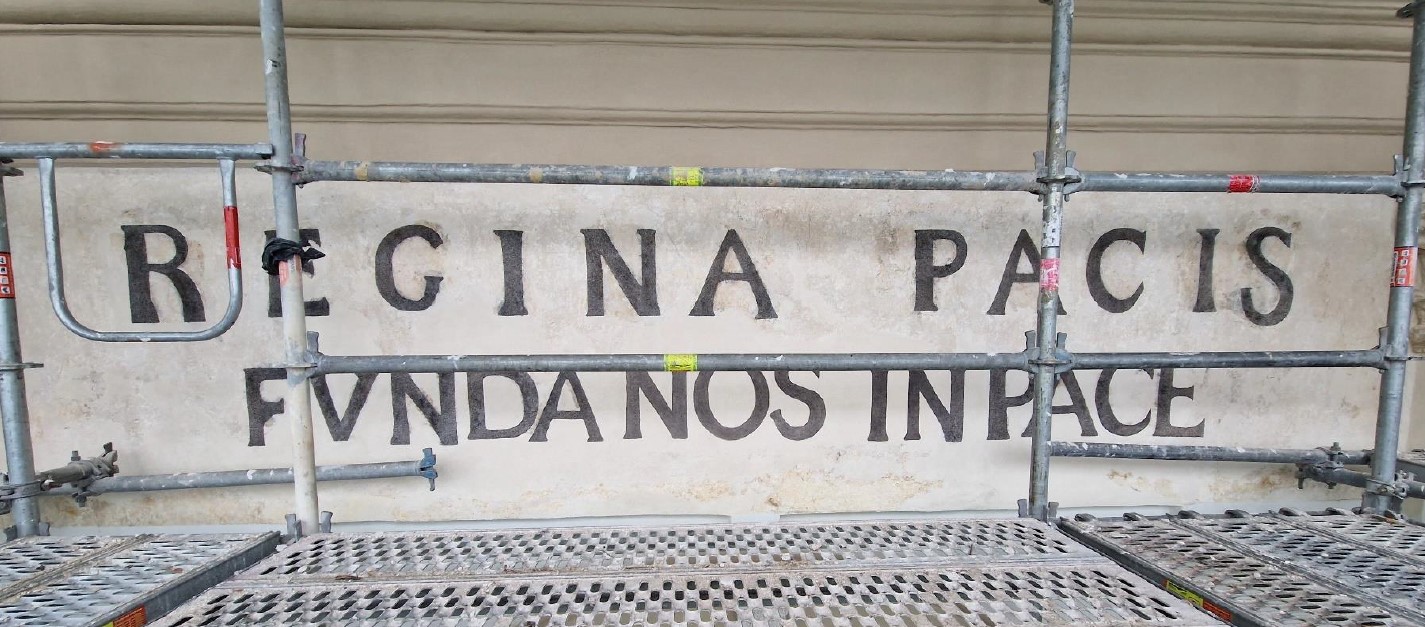 REGINA PACIS
FVNDA NOS IN PACE